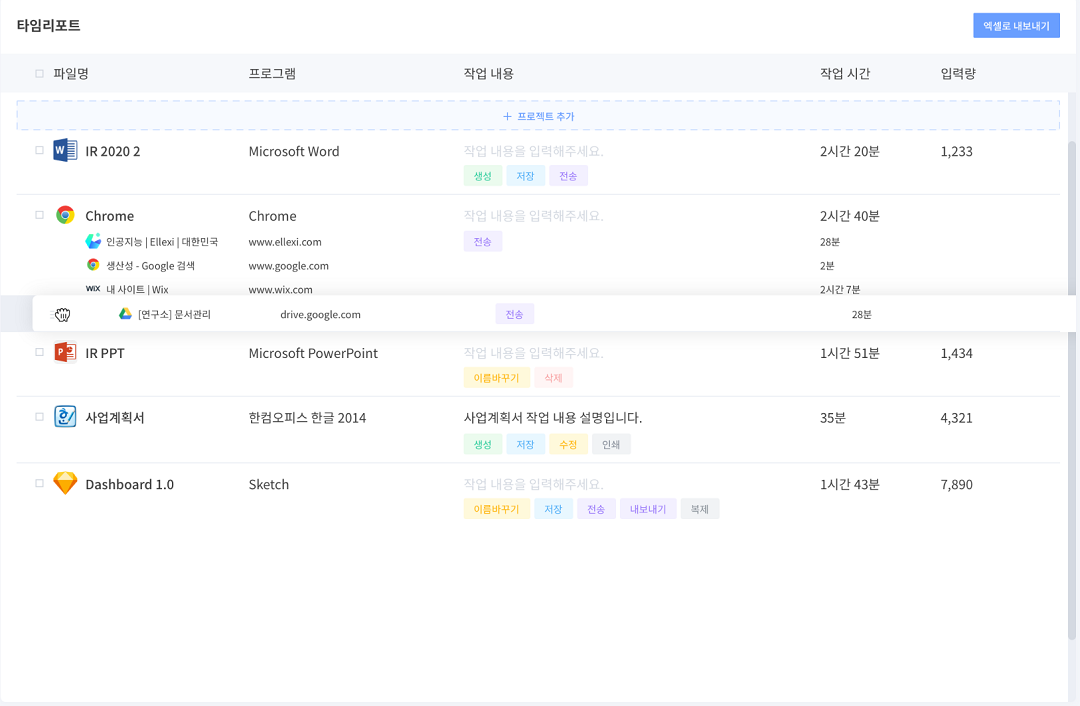 타임리포트
엑셀로 내보내기
파일명 프로그램 작업 내용 작업 시간 입력량
+ 프로젝트 추가
IR 2020 2 Microsoft Word 작업 내용을 입력해주세요. 2시간 20분 1,233
생성 저장 전송
Chrome Chrome 작업 내용을 입력해주세요. 2시간 40분
인공지능 | Ellexi | 대한민국 www.ellexi.com 전송 28분
생산성 - Google 검색 www.google.com 2분
WIX 내 사이트 | Wix www.wix.com 2시간 7분
[연구소] 문서관리 drive.google.com 전송 28분
IR PPT Microsoft PowerPoint 작업 내용을 입력해주세요. 1시간 51분 1,434
이름바꾸기 삭제
사업계획서 한컴오피스 한글 2014 사업계획서 작업 내용 설명입니다. 35분 4,321
생성 저장 수정 인쇄
Dashboard 1.0 Sketch 작업 내용을 입력해주세요. 1시간 43분 7,890
이름바꾸기 저장 전송 내보내기 복제